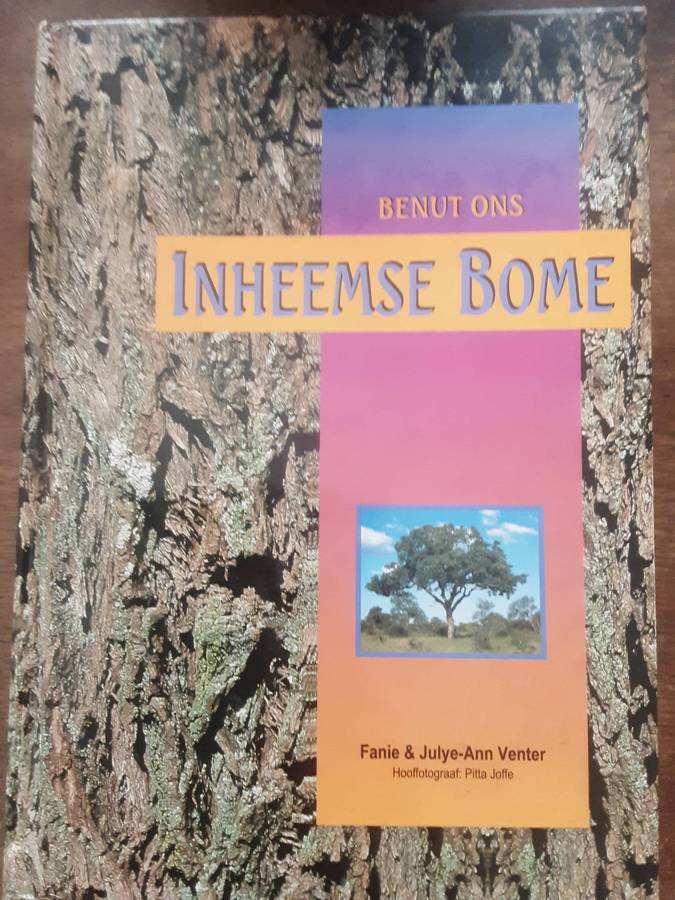 BENUT ONS
INHEEMSE BOME
Fanie & Julye-Ann Venter
Hooffotograaf: Pitta Joffe